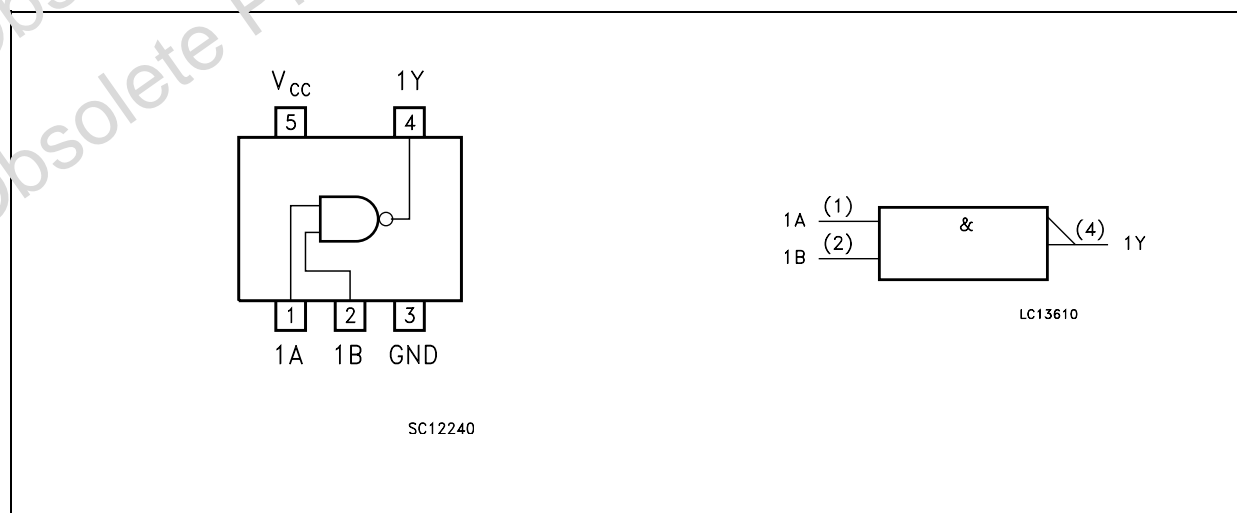 Obsolete P
V CC 1Y
5 4
1 2 3
1A 1B GND
SC12240
1A (1)
&
(4) 1Y
1B (2)
LC13610